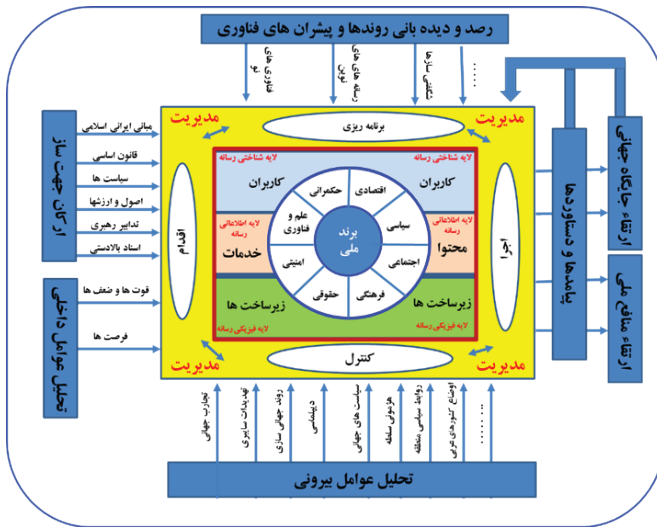 رصد و دیده بانی روندها و پیشران های فناوری
فناوری های
نو
رسانه های های
نوین
شگفتی سازها
......
مدیریت
برنامه ریزی
مدیریت
ارکان جهت ساز
مبانی ایرانی اسلامی
قانون اساسی
سیاست ها
اصول و ارزشها
تدابیر رهبری
اسناد بالادستی
تحلیل عوامل داخلی
قوت ها و ضعف ها
فرصت ها
اقدام
اجرا
لایه شناختی رسانه
کاربران
لایه شناختی رسانه
کاربران
لایه اطلاعاتی
رسانه
محتوا
لایه اطلاعاتی
رسانه
خدمات
زیرساخت ها
لایه فیزیکی رسانه
زیرساخت ها
لایه فیزیکی رسانه
برند
ملی
اقتصادی
سیاسی
اجتماعی
فرهنگی
حقوقی
امنیتی
علم و
فناوری
حکمرانی
مدیریت
کنترل
مدیریت
پیامدها و دستاوردها
ارتقاء جایگاه جهانی
ارتقاء منافع ملی
تجارب جهانی
تهدیدات سایبری
روند جهانی سازی
دیپلماسی
سیاست های جهانی
هژمونی سلطه
روابط سیاسی منطقه
اوضاع کشورهای عربی
........
تحلیل عوامل بیرونی